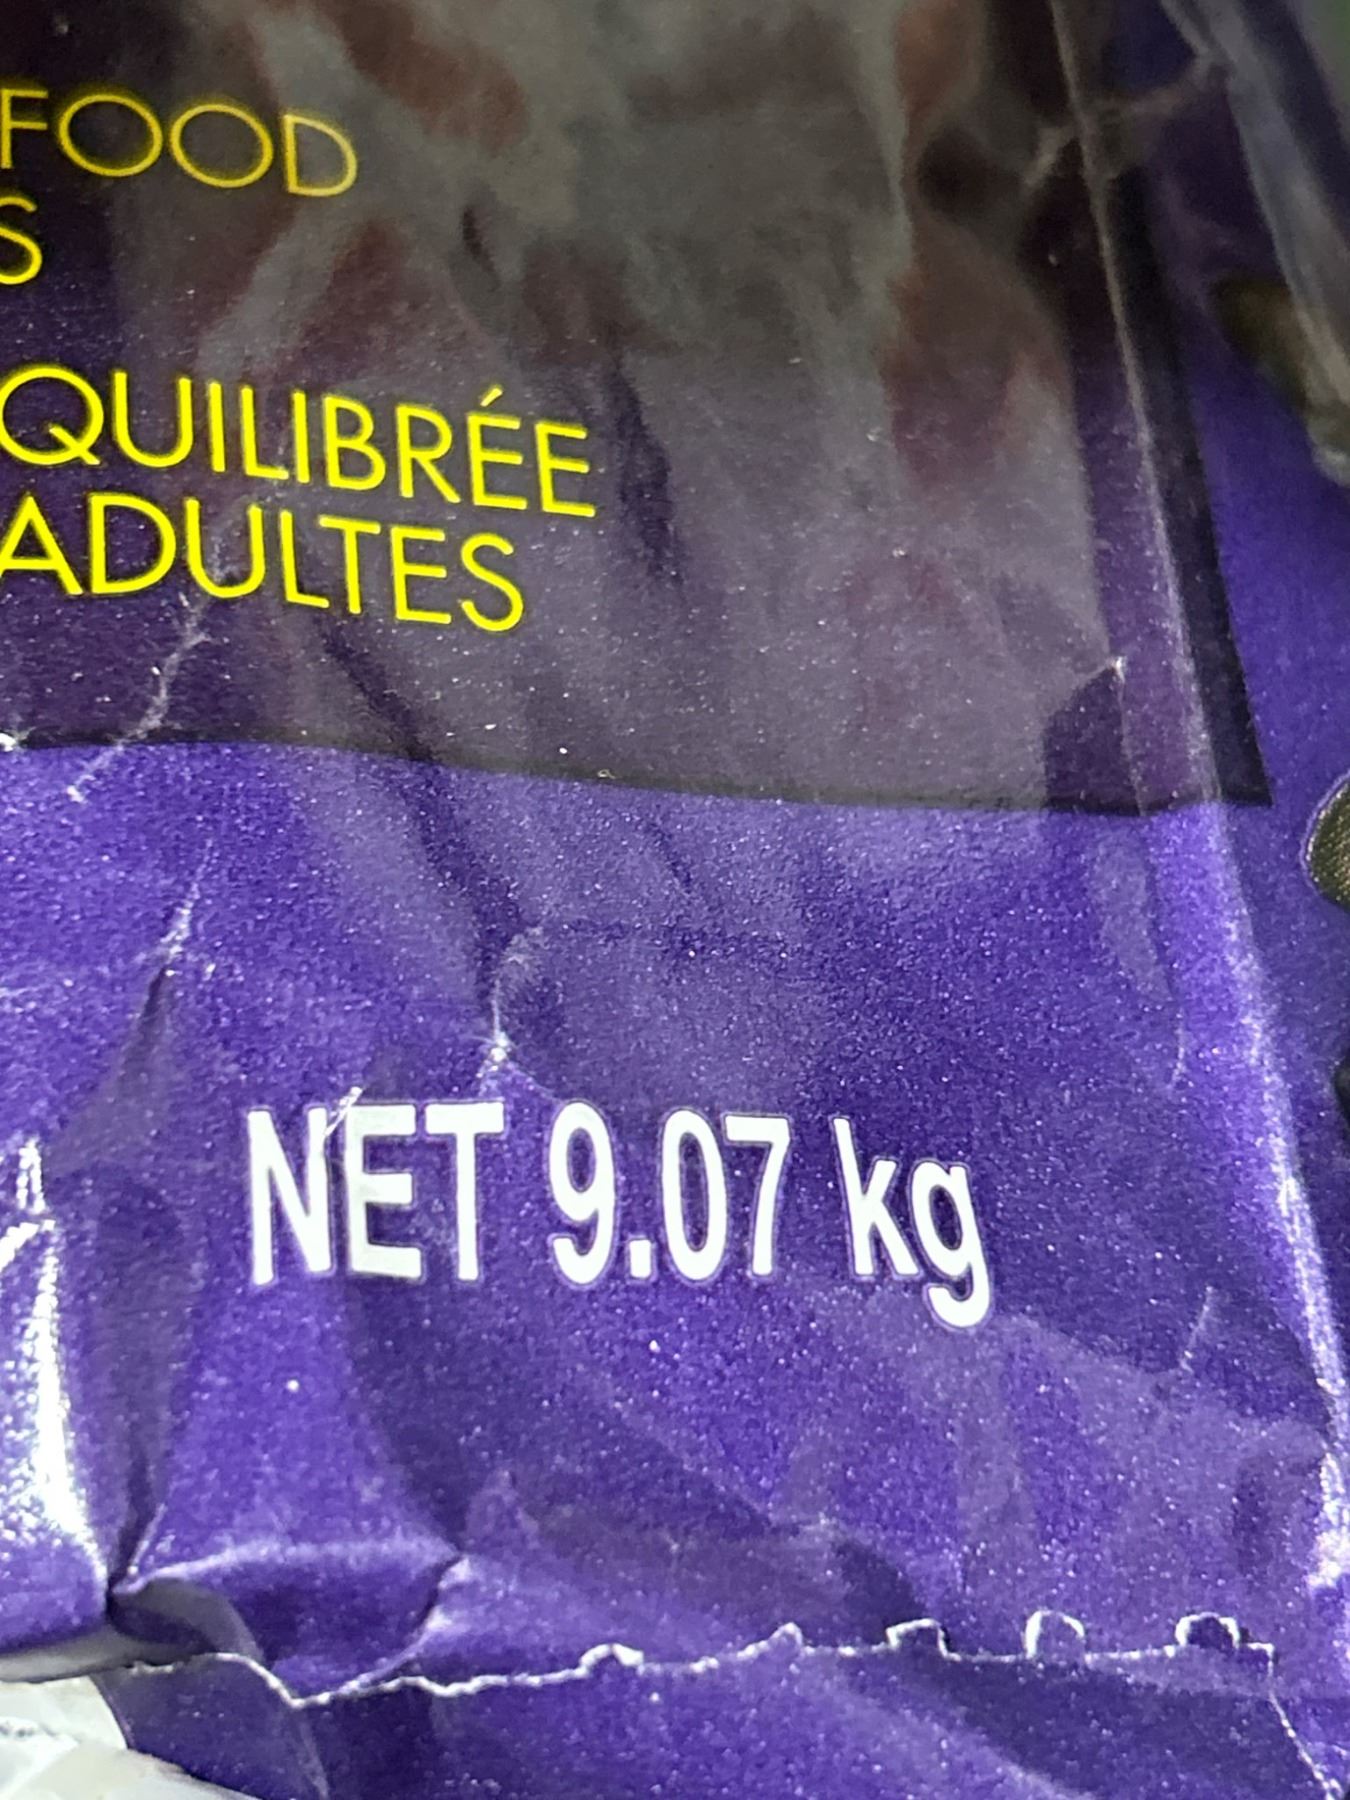 FOOD
S
QUILIBRÉE
ADULTES
NET 9.07 kg